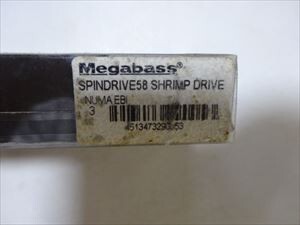 Megabass®
SPINDRIVE58 SHRIMP DRIVE
NUMA EBI
3